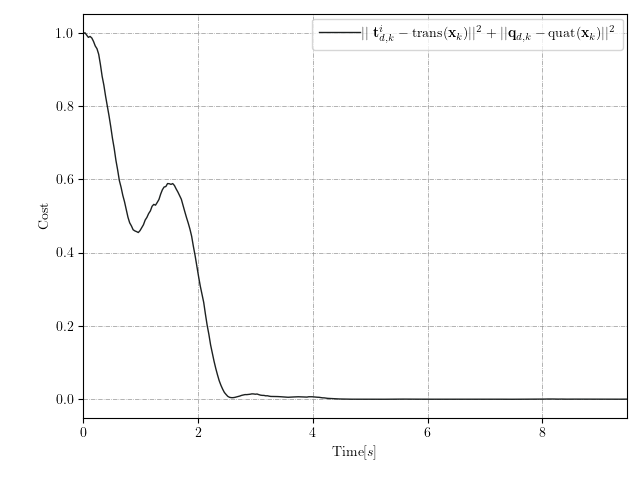 || t^i_{d,k} − trans(x_k)||^2 + ||q_{d,k} − quat(x_k)||^2
1.0
0.8
0.6
0.4
0.2
0.0
Cost
0 2 4 6 8
Time[s]